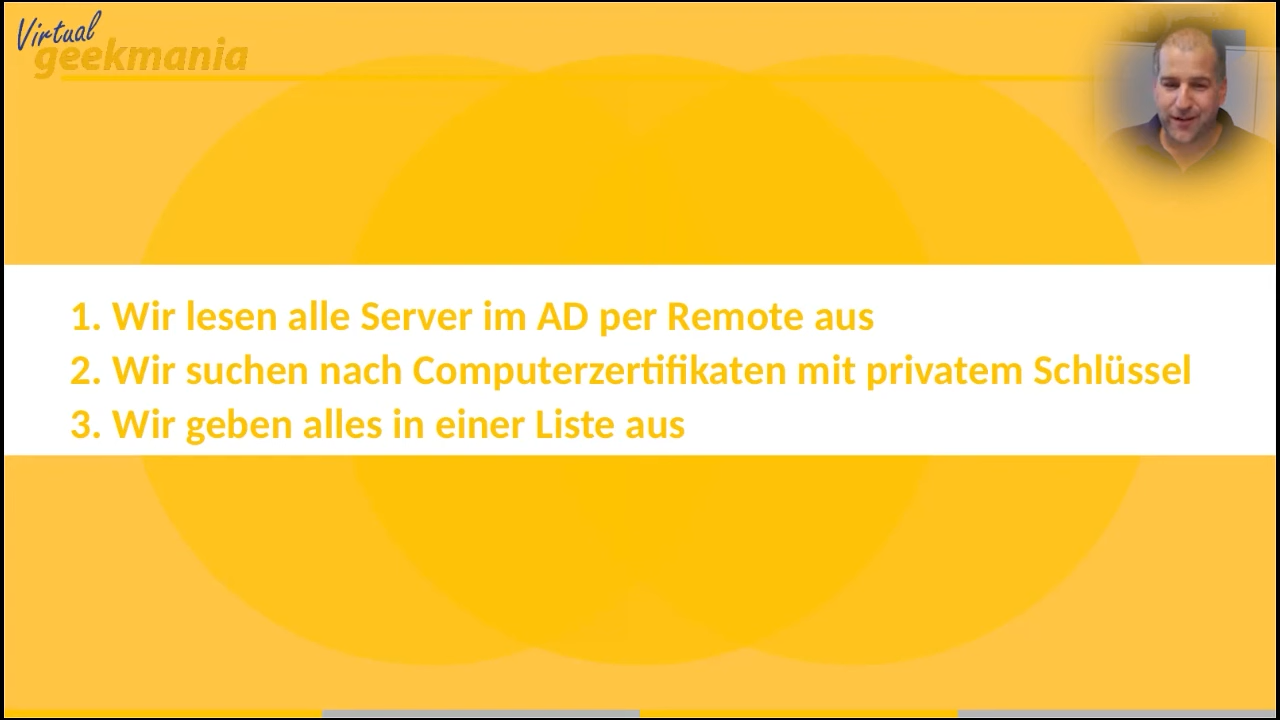 Virtual
geekmania
1. Wir lesen alle Server im AD per Remote aus
2. Wir suchen nach Computerzertifikaten mit privatem Schlüssel
3. Wir geben alles in einer Liste aus